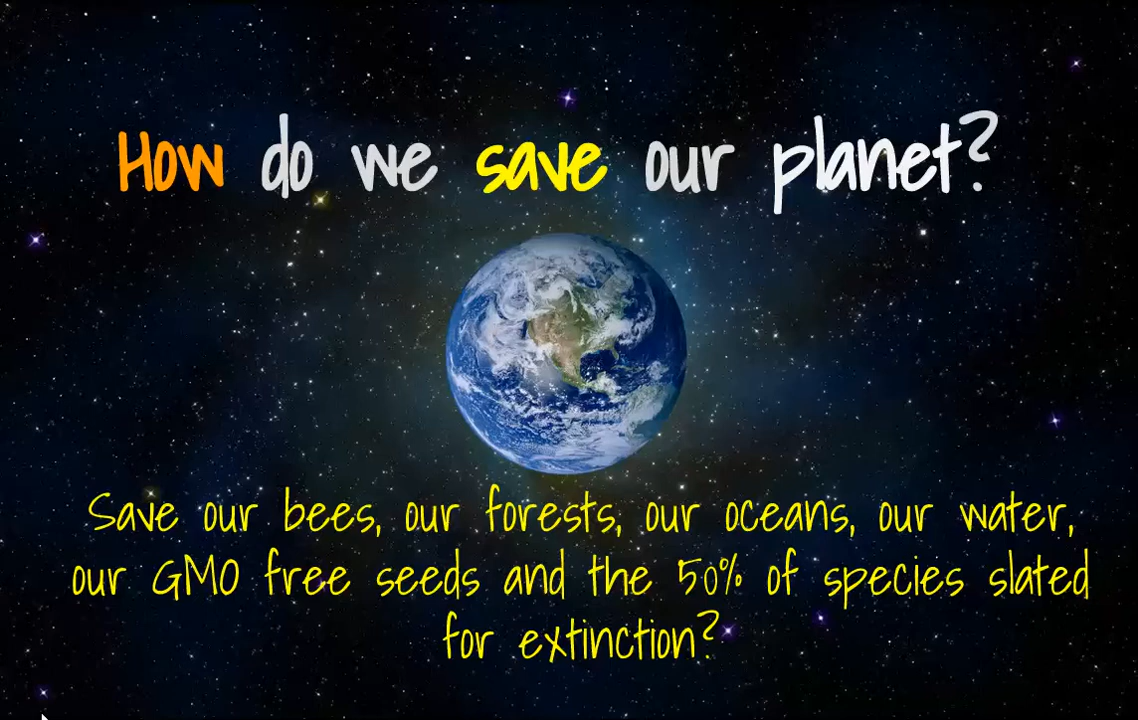 How do we save our planet?
Save our bees, our forests, our oceans, our water,
our GMO free seeds and the 50% of species slated
for extinction?